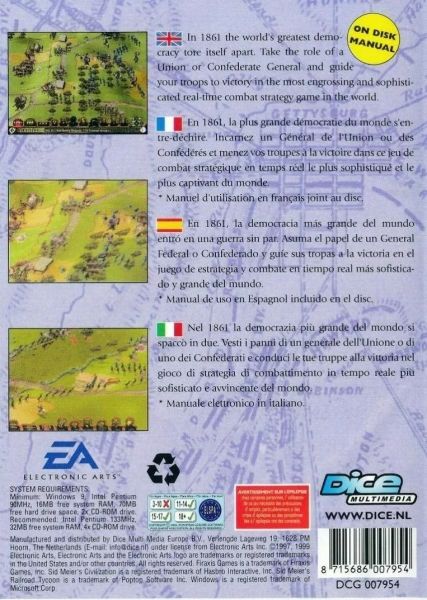 ON DISK
MANUAL
In 1861 the world's greatest demo-
cracy tore itself apart. Take the role of a
Union or Confederate General and guide
your troops to victory in the most engrossing and sophisti-
cated real-time combat strategy game in the world.
En 1861, la plus grande démocratie du monde s'en-
tre-déchire. Incarnez un Général de l'Union ou des
Confédérés et menez vos troupes à la victoire dans ce jeu de
combat stratégique en temps réel le plus sophistiqué et le
plus captivant du monde.
* Manuel d'utilisation en français joint au disc.
En 1861, la democracia más grande del mundo
entró en una guerra sin par. Asuma el papel de un General
Federal o Confederado y guíe sus tropas a la victoria en el
juego de estrategia y combate en tiempo real más sofistica-
do y grande del mundo.
* Manual de uso en Espagnol incluido en el disc.
Nel 1861 la democrazia più grande del mondo si
spaccò in due. Vesti i panni di un generale dell'Unione o di
uno dei Confederati e conduci le tue truppe alla vittoria nel
gioco di strategia di combattimento in tempo reale più
sofisticato e avvincente del mondo.
* Manuale elettronico in italiano.
EA
ELECTRONIC ARTS
SYSTEM REQUIREMENTS:
Minimum: Windows 9, Intel Pentium
90MHz, 16MB free system RAM, 70MB
free hard drive space, 2x CD-ROM drive.
Recommended: Intel Pentium 133MHz,
32MB free system RAM, 4x CD-ROM drive.
3-10
11-14
15-17
18+
ELSPA
AVERTISSEMENT SUR L'EPILEPSIE
Dice
MULTIMEDIA
WWW.DICE.NL
Manufactured and distributed by Dice Multi Media Europe B.V., Verlengde Lageweg 19, 1628 PM
Hoorn, The Netherlands (E-mail: info@dice.nl) under license from Electronic Arts Inc. ©1997, 1999
Electronic Arts. Electronic Arts and the Electronic Arts logo are trademarks or registered trademarks
in the United States and/or other countries. All rights reserved. Firaxis Games is a trademark of Firaxis
Games. Sid Meier's Civilization is a registered trademark of Hasbro Interactive, Inc. Sid Meier's
Railroad Tycoon is a trademark of Poptop Software Inc. Windows is a registered trademark of
Microsoft Corp.
8 715686 007954
DCG 007954